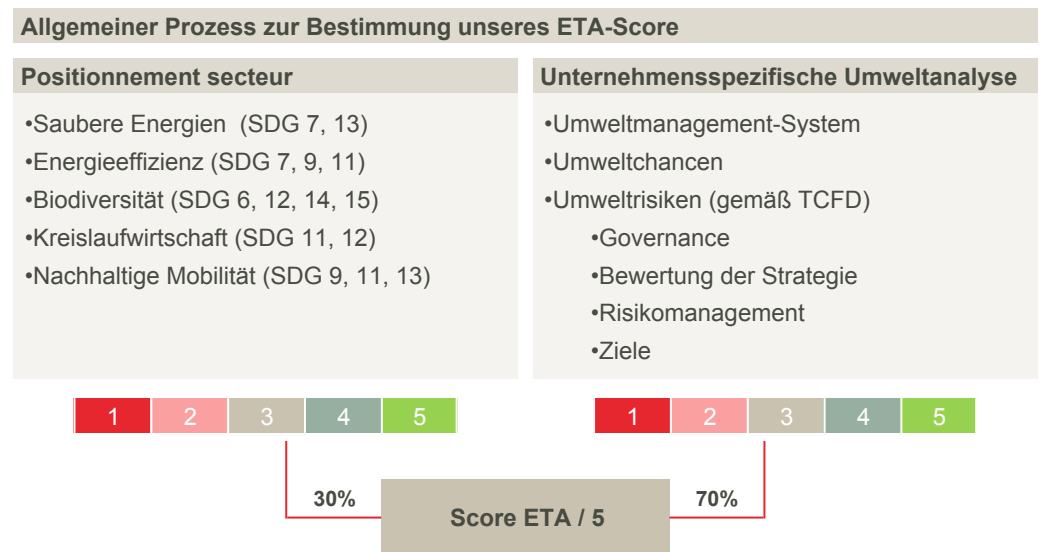 Allgemeiner Prozess zur Bestimmung unseres ETA-Score
Positionnement secteur
•Saubere Energien (SDG 7, 13)
•Energieeffizienz (SDG 7, 9, 11)
•Biodiversität (SDG 6, 12, 14, 15)
•Kreislaufwirtschaft (SDG 11, 12)
•Nachhaltige Mobilität (SDG 9, 11, 13)
Unternehmensspezifische Umweltanalyse
•Umweltmanagement-System
•Umweltchancen
•Umweltrisiken (gemäß TCFD)
•Governance
•Bewertung der Strategie
•Risikomanagement
•Ziele
1 2 3 4 5
1 2 3 4 5
30%
Score ETA / 5
70%